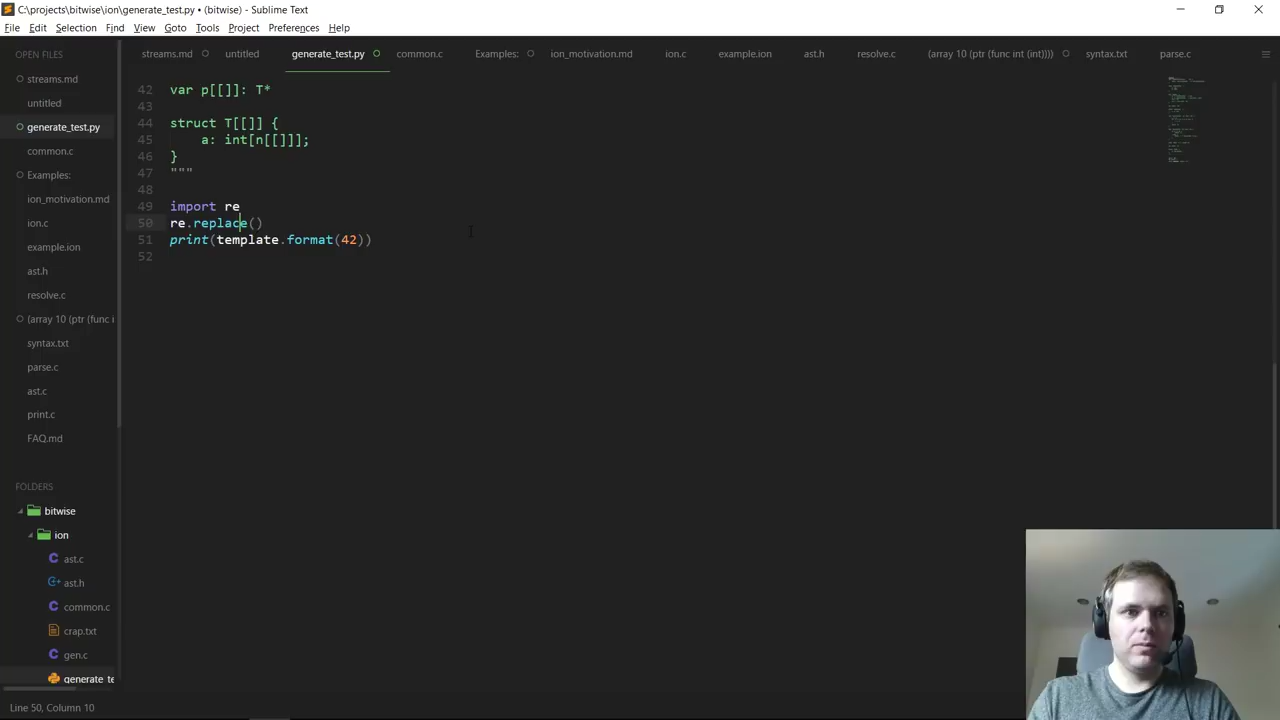 C:\projects\bitwise\ion\generate_test.py • (bitwise) - Sublime Text
File Edit Selection Find View Goto Tools Project Preferences Help
OPEN FILES
streams.md
untitled
generate_test.py
common.c
Examples:
ion_motivation.md
ion.c
example.ion
ast.h
resolve.c
(array 10 (ptr (func i
syntax.txt
parse.c
ast.c
print.c
FAQ.md
FOLDERS
bitwise
ion
ast.c
ast.h
common.c
crap.txt
gen.c
generate_te
streams.md untitled generate_test.py common.c Examples: ion_motivation.md ion.c example.ion ast.h resolve.c (array 10 (ptr (func int (int)))) syntax.txt parse.c
42 var p[[]]: T*
43
44 struct T[[]] {
45     a: int[n[[]]];
46 }
47 """
48
49 import re
50 re.replace()
51 print(template.format(42))
52
Line 50, Column 10